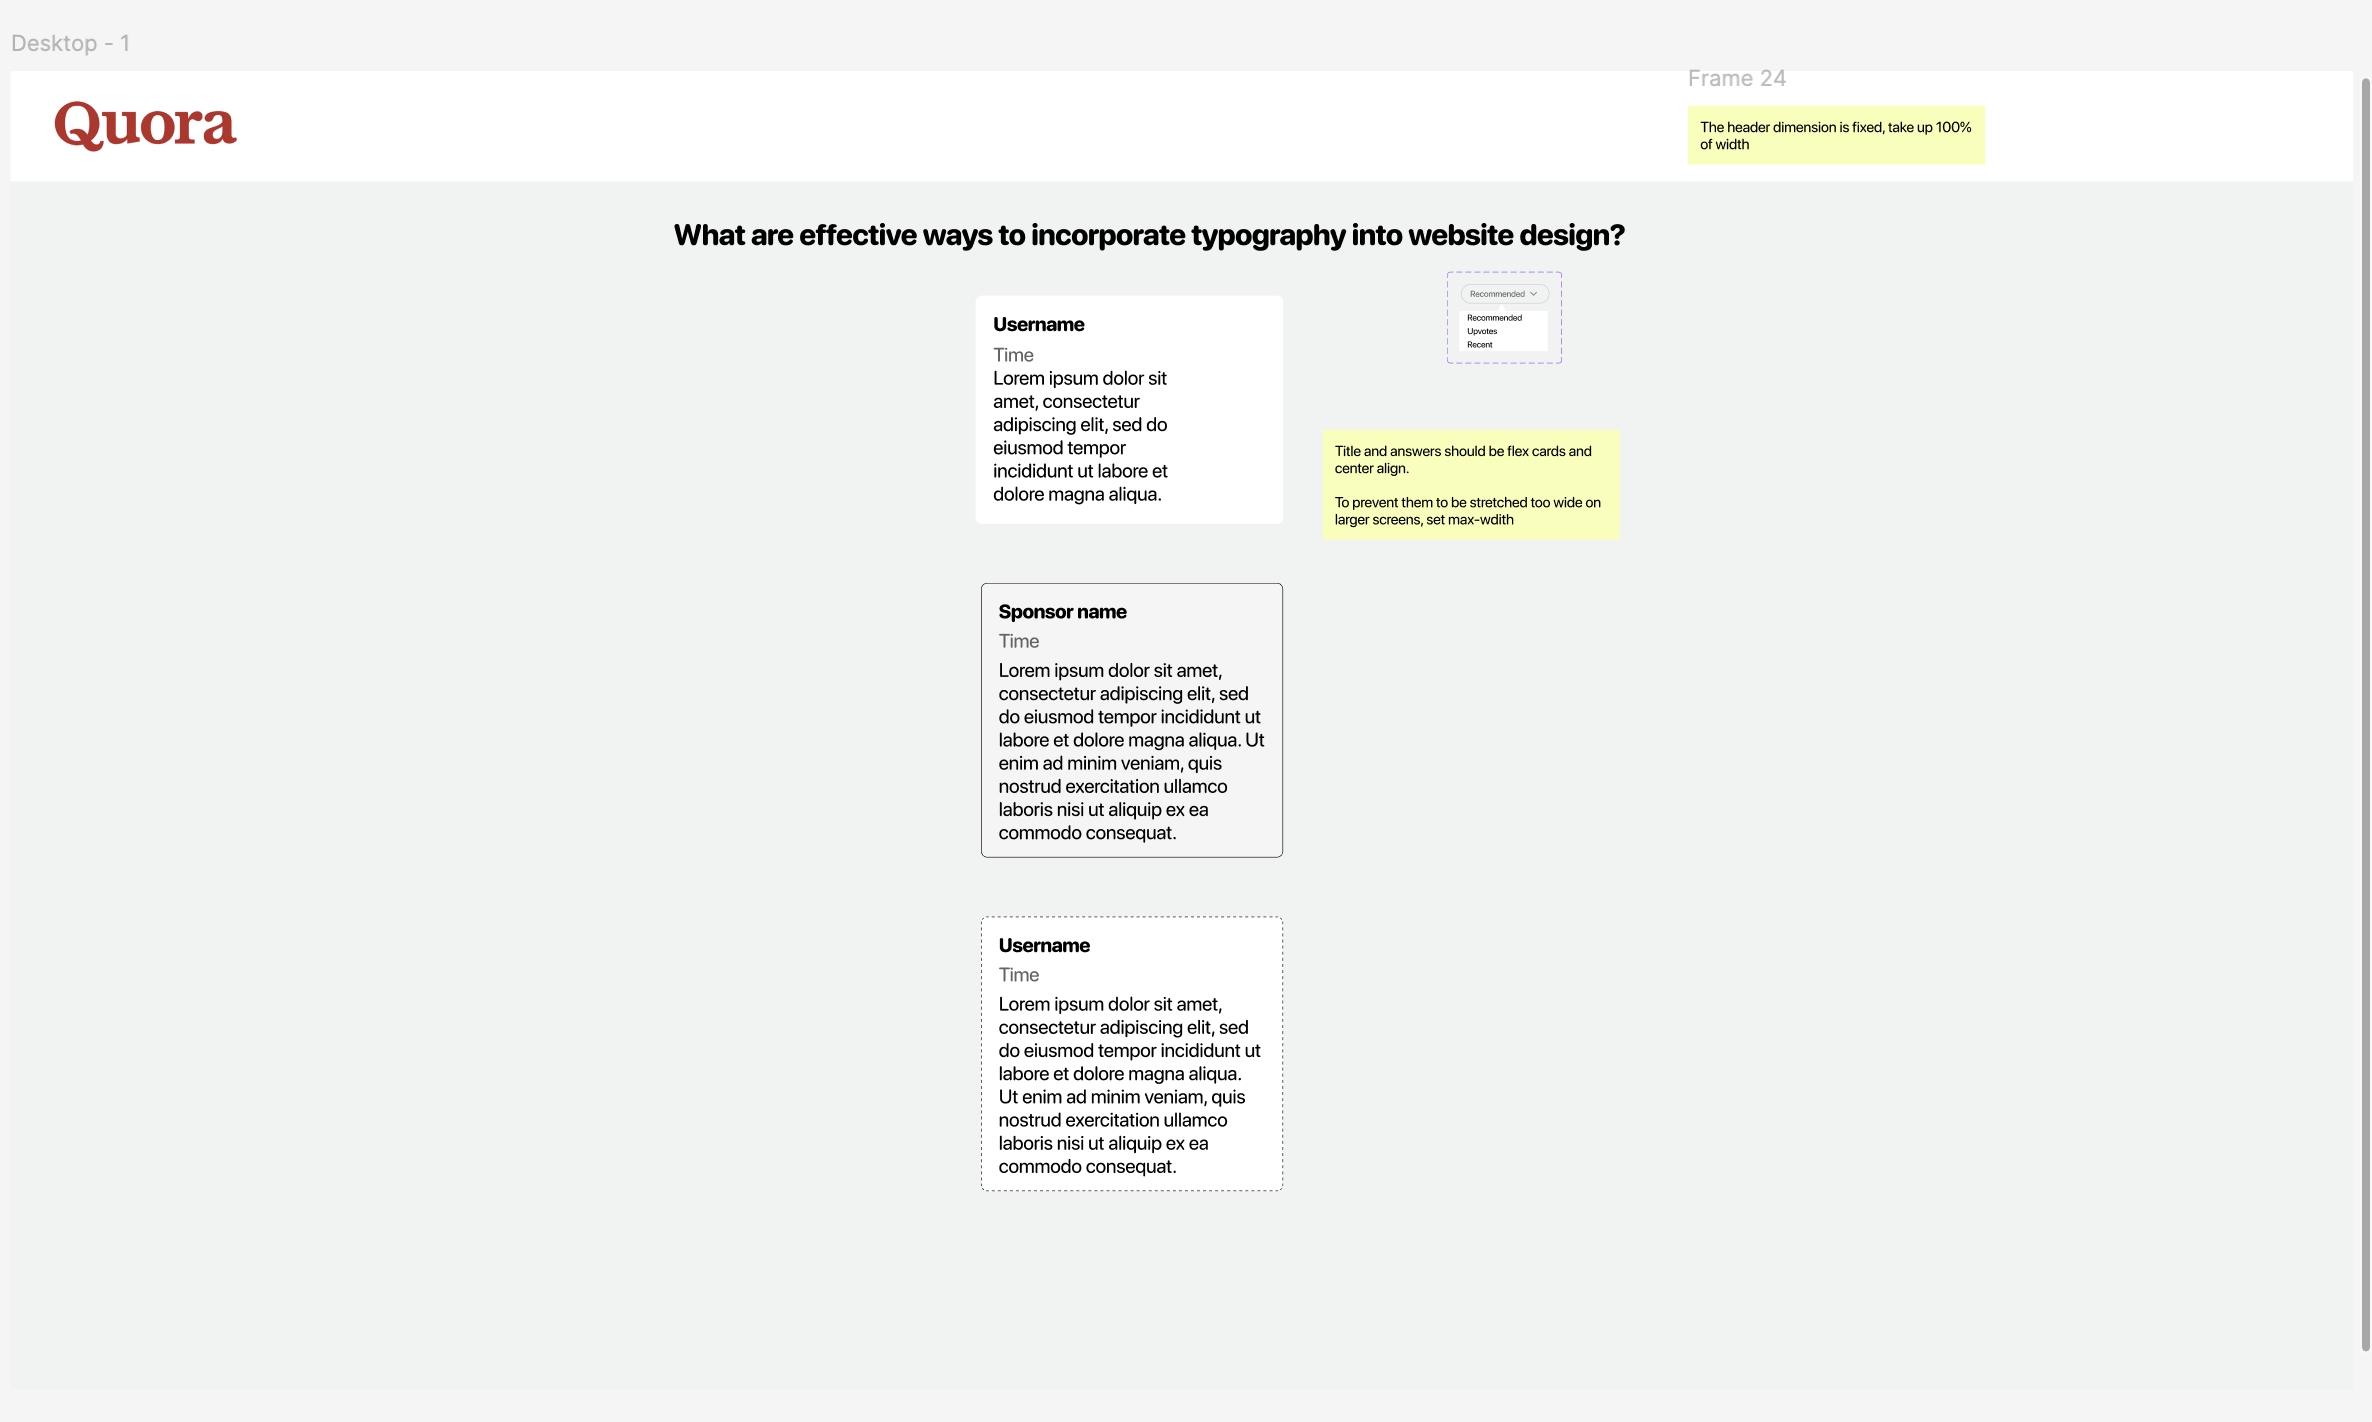 Desktop - 1
Frame 24
Quora
The header dimension is fixed, take up 100%
of width
What are effective ways to incorporate typography into website design?
Recommended
Recommended
Upvotes
Recent
Username
Time
Lorem ipsum dolor sit
amet, consectetur
adipiscing elit, sed do
eiusmod tempor
incididunt ut labore et
dolore magna aliqua.
Title and answers should be flex cards and
center align.
To prevent them to be stretched too wide on
larger screens, set max-wdith
Sponsor name
Time
Lorem ipsum dolor sit amet,
consectetur adipiscing elit, sed
do eiusmod tempor incididunt ut
labore et dolore magna aliqua. Ut
enim ad minim veniam, quis
nostrud exercitation ullamco
laboris nisi ut aliquip ex ea
commodo consequat.
Username
Time
Lorem ipsum dolor sit amet,
consectetur adipiscing elit, sed
do eiusmod tempor incididunt ut
labore et dolore magna aliqua.
Ut enim ad minim veniam, quis
nostrud exercitation ullamco
laboris nisi ut aliquip ex ea
commodo consequat.